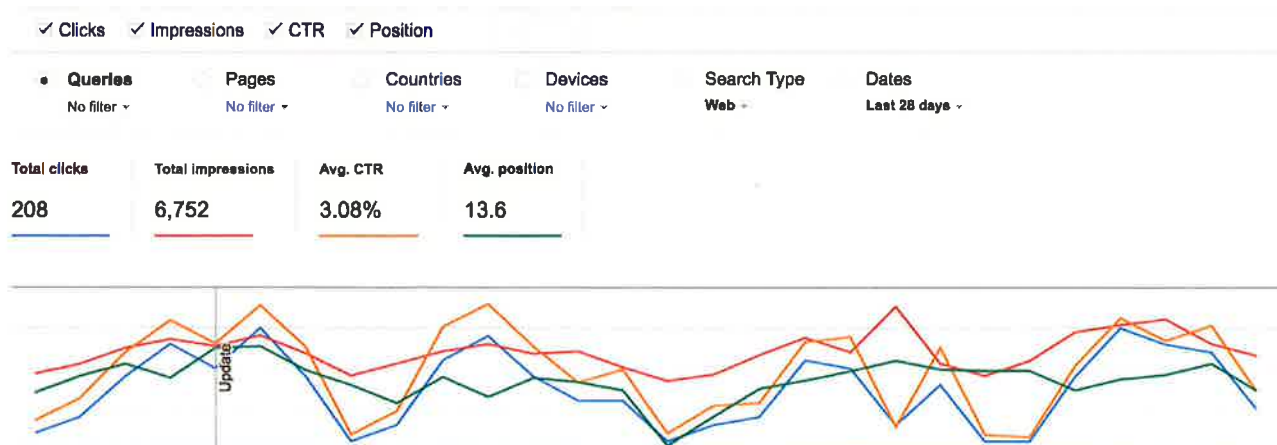 Clicks Impressions CTR Position
Queries Pages Countries Devices Search Type Dates
No filter No filter No filter No filter Web Last 28 days
Total clicks Total impressions Avg. CTR Avg. position
208 6,752 3.08% 13.6
Update